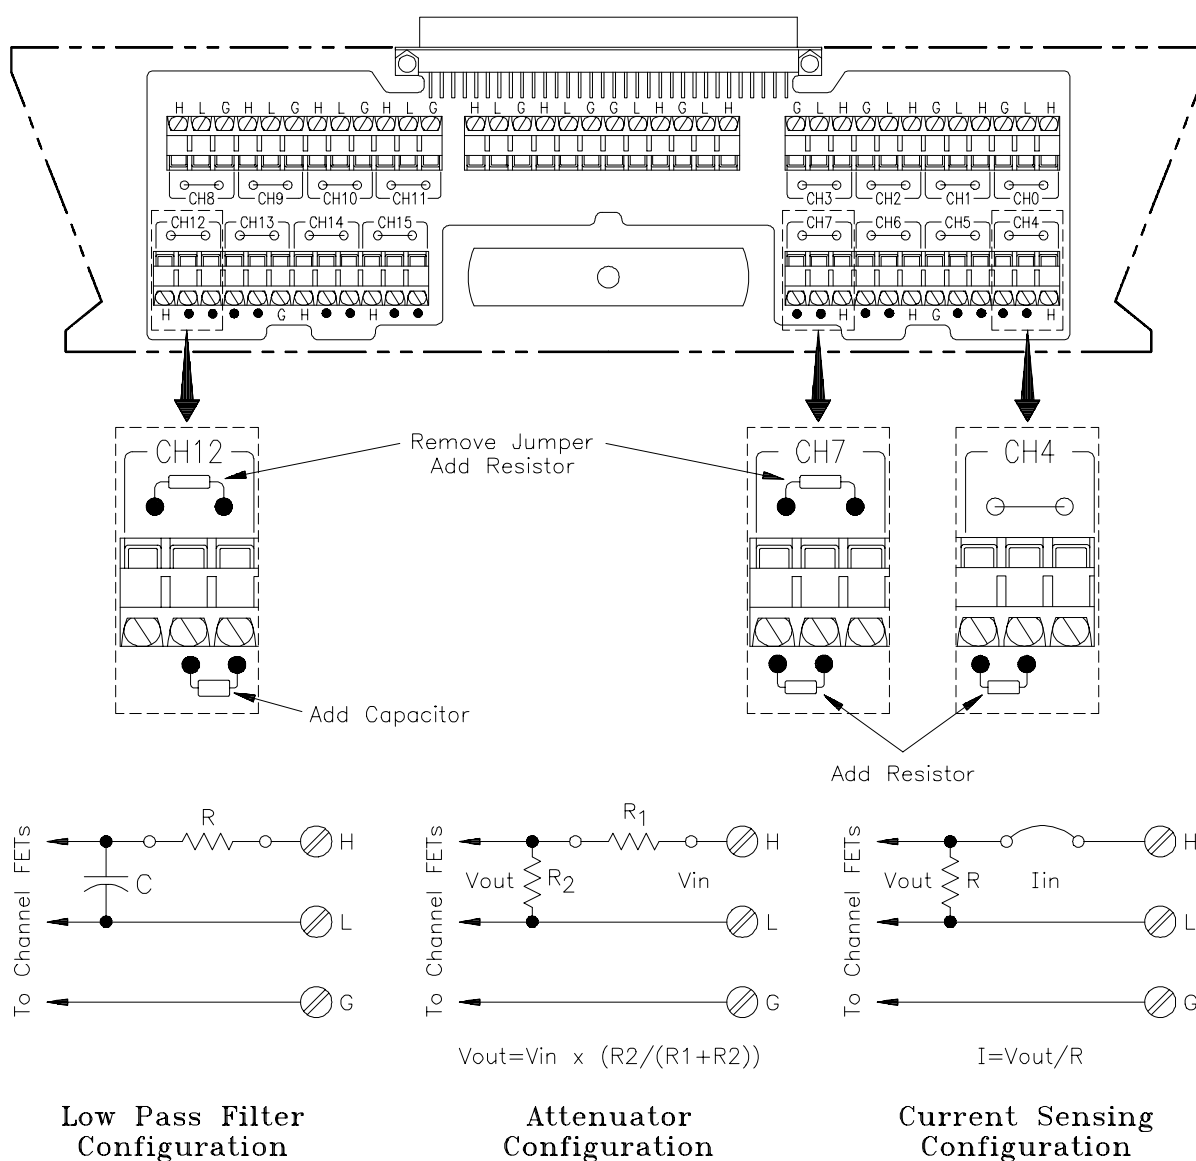 H L G H L G H L G H L G
H L G H L G G L H G L H
G L H G L H G L H G L H
CH8 CH9 CH10 CH11
CH3 CH2 CH1 CH0
CH12 CH13 CH14 CH15
CH7 CH6 CH5 CH4
H G H H
H H G H
CH12
Remove Jumper
Add Resistor
CH7
CH4
Add Capacitor
Add Resistor
To Channel FETs
R
H
C
L
G
To Channel FETs
R1
H
Vout
R2
Vin
L
G
To Channel FETs
H
Vout
R
Iin
L
G
Vout=Vin x (R2/(R1+R2))
I=Vout/R
Low Pass Filter
Configuration
Attenuator
Configuration
Current Sensing
Configuration